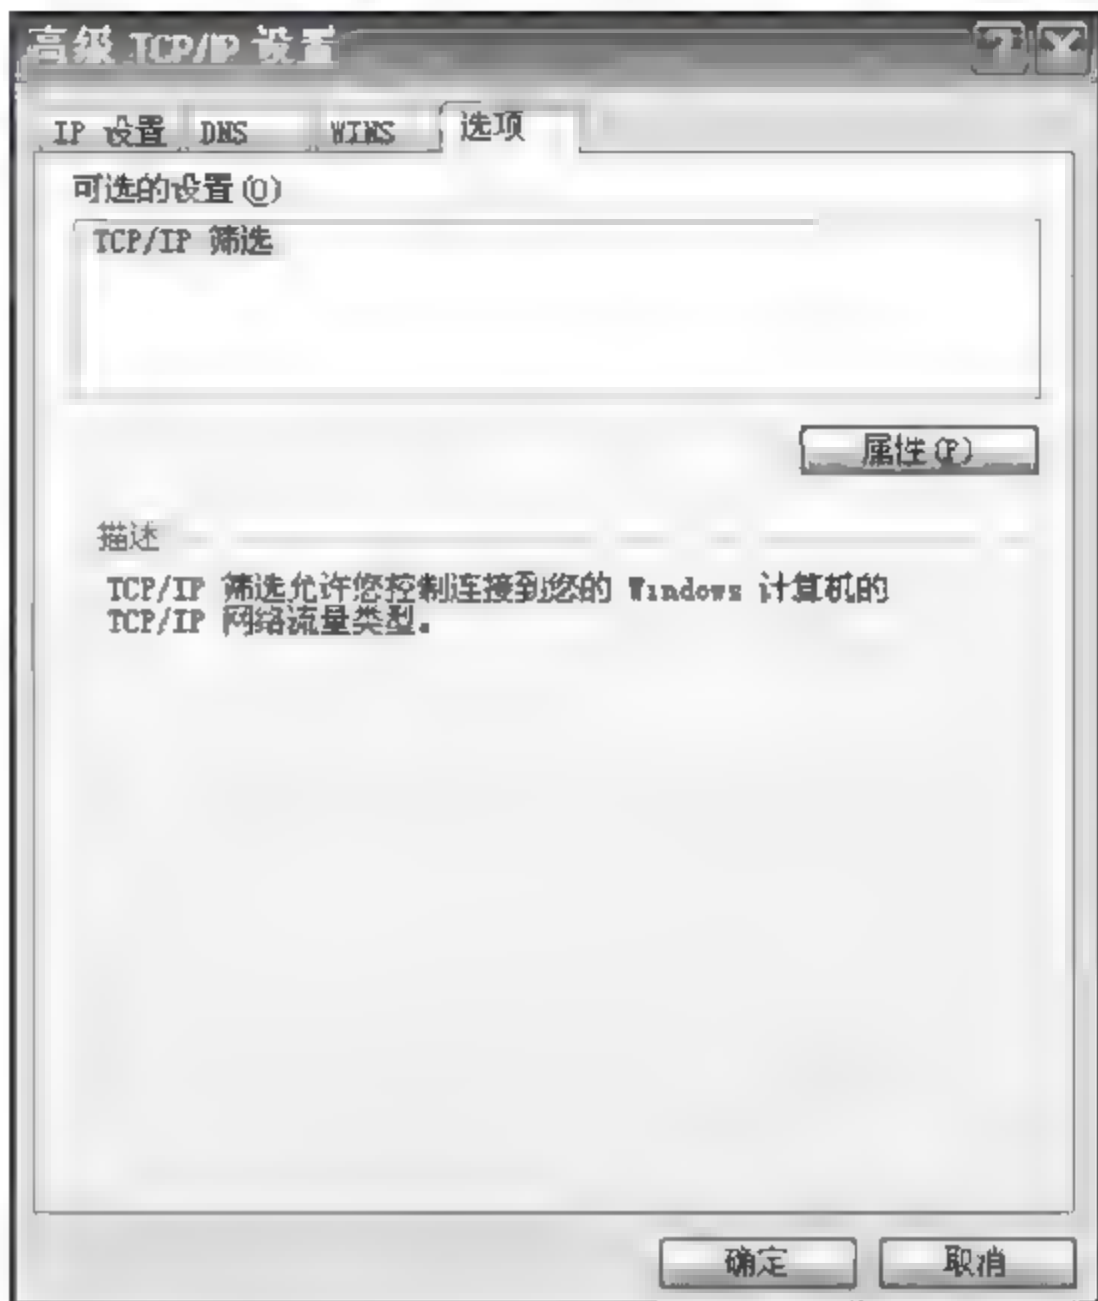 高级 TCP/IP 设置
IP 设置 DNS WINS 选项
可选的设置(O)
TCP/IP 筛选
属性(P)
描述
TCP/IP 筛选允许您控制连接到您的 Windows 计算机的
TCP/IP 网络流量类型。
确定 取消